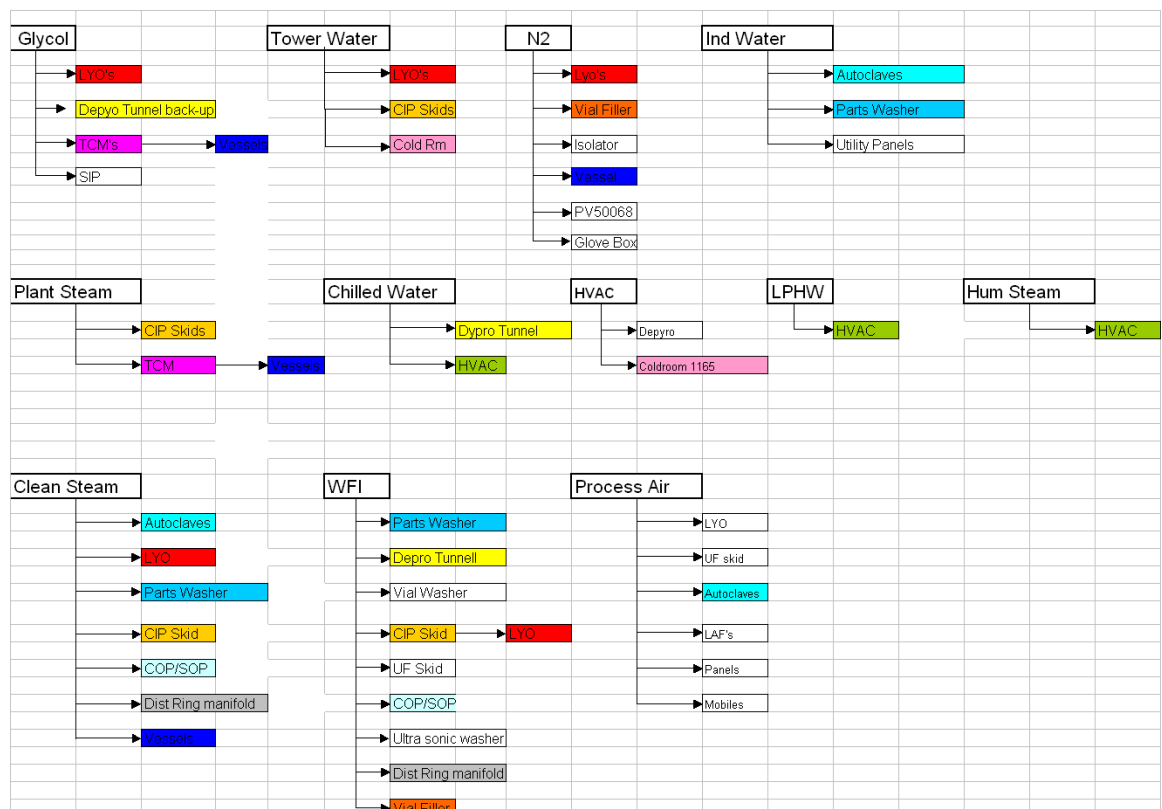 Glycol Tower Water N2 Ind Water
LYO's LYO's Lyo's Autoclaves
Depyo Tunnel back-up CIP Skids Vial Filler Parts Washer
TCM's Vessels Cold Rm Isolator Utility Panels
SIP Vessel
PV50068
Glove Box
Plant Steam Chilled Water HVAC LPHW Hum Steam
CIP Skids Dypro Tunnel Depyro HVAC HVAC
TCM Vessels HVAC Coldroom 1165
Clean Steam WFI Process Air
Autoclaves Parts Washer LYO
LYO Depro Tunnell UF skid
Parts Washer Vial Washer Autoclaves
CIP Skid CIP Skid LYO LAF's
COP/SOP UF Skid Panels
Dist Ring manifold COP/SOP Mobiles
Vessels Ultra sonic washer
Dist Ring manifold
Vial Filler